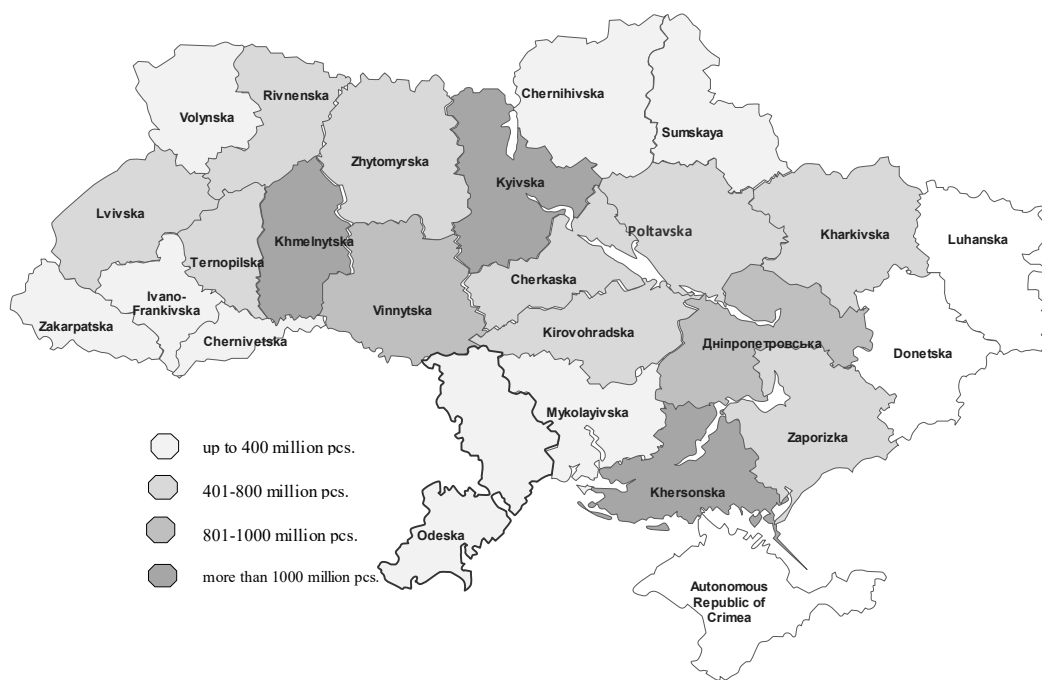 Chernihivska
Rivnenska
Volynska
Sumskaya
Zhytomyrska
Kyivska
Lvivska
Khmelnytska
Poltavska
Kharkivska
Luhanska
Ternopilska
Cherkaska
Ivano-
Frankivska
Vinnytska
Zakarpatska
Kirovohradska
Chernivetska
Дніпропетровська
Donetska
Mykolayivska
Zaporizka
Khersonska
Odeska
Autonomous
Republic of
Crimea
up to 400 million pcs.
401-800 million pcs.
801-1000 million pcs.
more than 1000 million pcs.